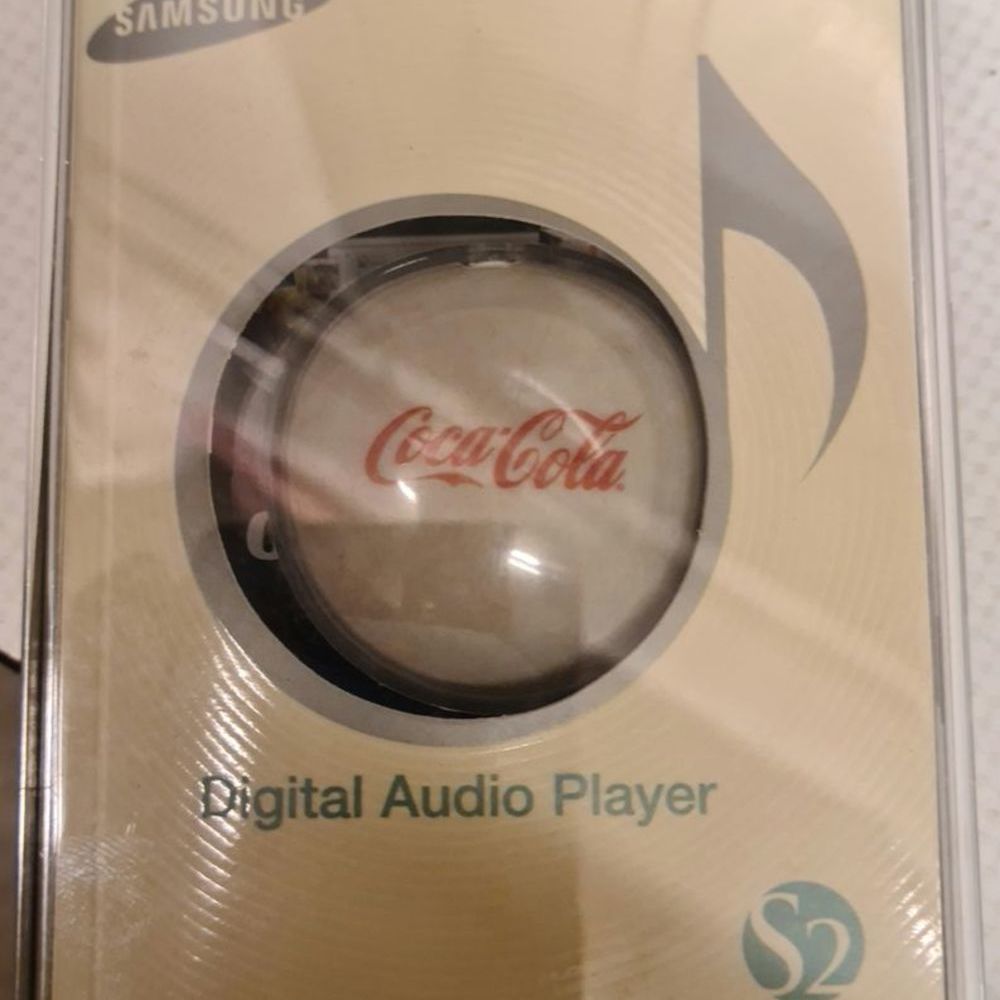 SAMSUNG
Coca-Cola
Digital Audio Player
S2